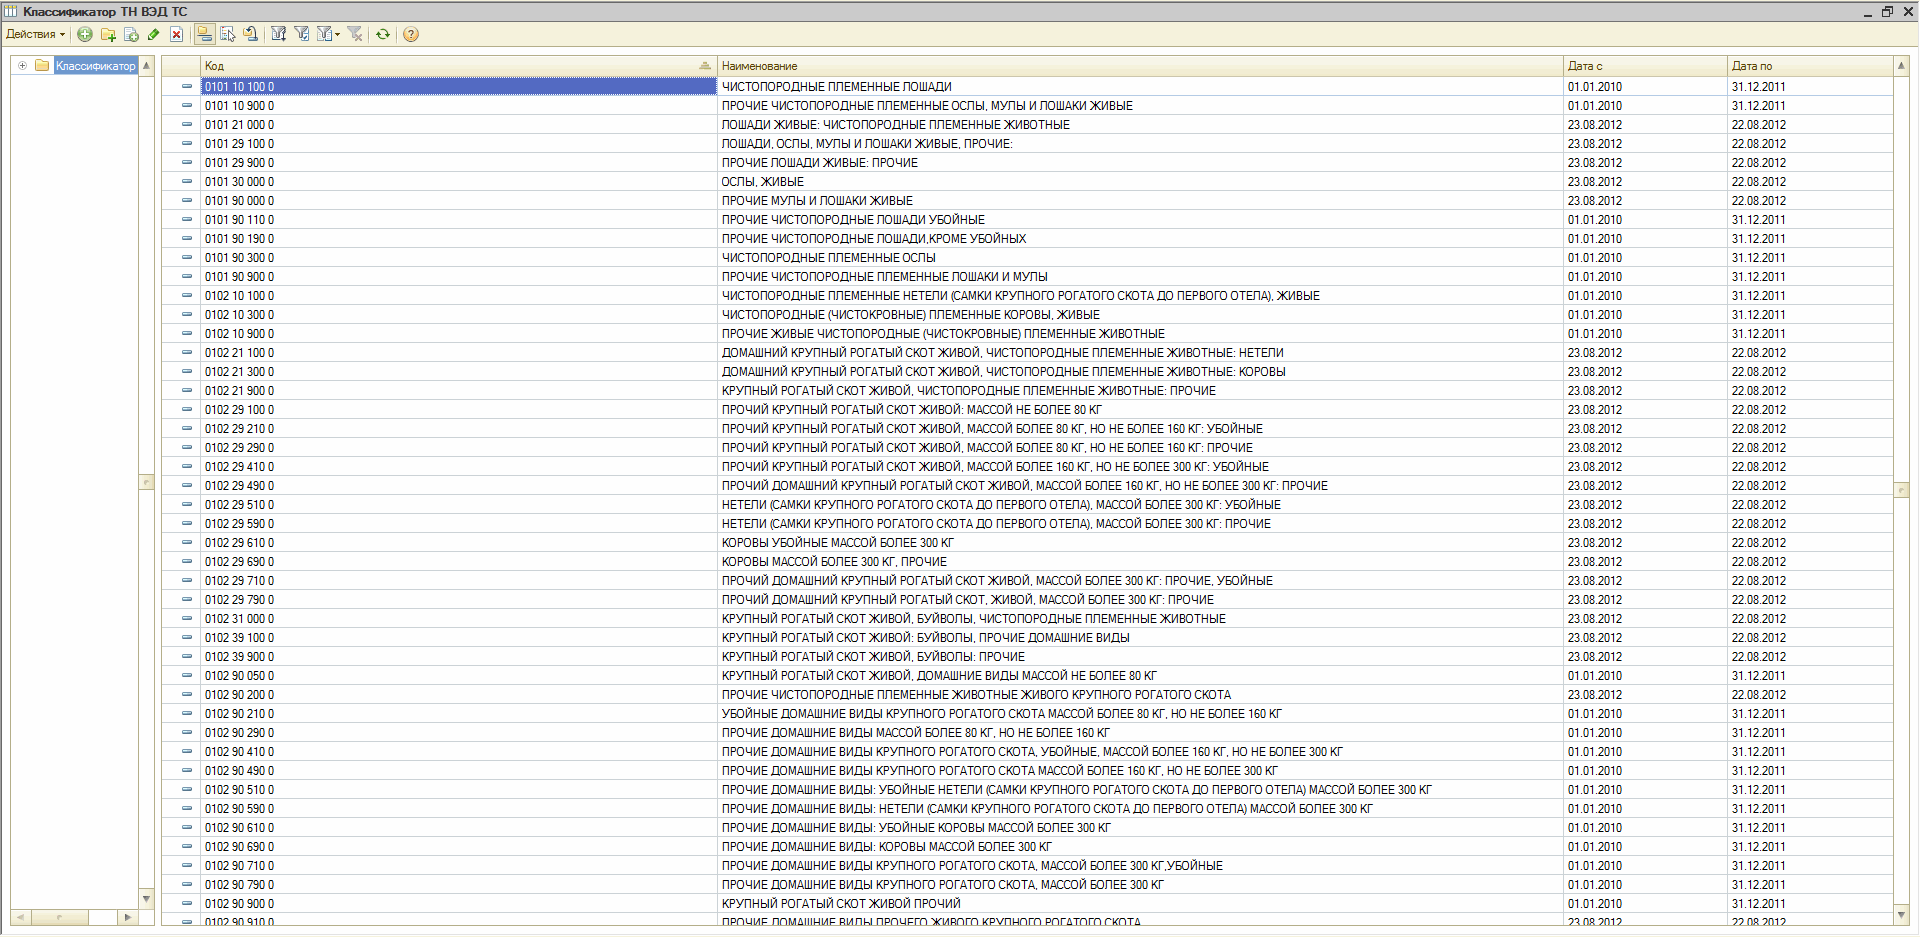 Классификатор ТН ВЭД ТС
Действия
Классификатор
Код Наименование Дата с Дата по
0101 10 100 0 ЧИСТОПОРОДНЫЕ ПЛЕМЕННЫЕ ЛОШАДИ 01.01.2010 31.12.2011
0101 10 900 0 ПРОЧИЕ ЧИСТОПОРОДНЫЕ ПЛЕМЕННЫЕ ОСЛЫ, МУЛЫ И ЛОШАКИ ЖИВЫЕ 01.01.2010 31.12.2011
0101 21 000 0 ЛОШАДИ ЖИВЫЕ: ЧИСТОПОРОДНЫЕ ПЛЕМЕННЫЕ ЖИВОТНЫЕ 23.08.2012 22.08.2012
0101 29 100 0 ЛОШАДИ, ОСЛЫ, МУЛЫ И ЛОШАКИ ЖИВЫЕ, ПРОЧИЕ: 23.08.2012 22.08.2012
0101 29 900 0 ПРОЧИЕ ЛОШАДИ ЖИВЫЕ: ПРОЧИЕ 23.08.2012 22.08.2012
0101 30 000 0 ОСЛЫ, ЖИВЫЕ 23.08.2012 22.08.2012
0101 90 000 0 ПРОЧИЕ МУЛЫ И ЛОШАКИ ЖИВЫЕ 23.08.2012 22.08.2012
0101 90 110 0 ПРОЧИЕ ЧИСТОПОРОДНЫЕ ЛОШАДИ УБОЙНЫЕ 01.01.2010 31.12.2011
0101 90 190 0 ПРОЧИЕ ЧИСТОПОРОДНЫЕ ЛОШАДИ,КРОМЕ УБОЙНЫХ 01.01.2010 31.12.2011
0101 90 300 0 ЧИСТОПОРОДНЫЕ ПЛЕМЕННЫЕ ОСЛЫ 01.01.2010 31.12.2011
0101 90 900 0 ПРОЧИЕ ЧИСТОПОРОДНЫЕ ПЛЕМЕННЫЕ ЛОШАКИ И МУЛЫ 01.01.2010 31.12.2011
0102 10 100 0 ЧИСТОПОРОДНЫЕ ПЛЕМЕННЫЕ НЕТЕЛИ (САМКИ КРУПНОГО РОГАТОГО СКОТА ДО ПЕРВОГО ОТЕЛА), ЖИВЫЕ 01.01.2010 31.12.2011
0102 10 300 0 ЧИСТОПОРОДНЫЕ (ЧИСТОКРОВНЫЕ) ПЛЕМЕННЫЕ КОРОВЫ, ЖИВЫЕ 01.01.2010 31.12.2011
0102 10 900 0 ПРОЧИЕ ЖИВЫЕ ЧИСТОПОРОДНЫЕ (ЧИСТОКРОВНЫЕ) ПЛЕМЕННЫЕ ЖИВОТНЫЕ 01.01.2010 31.12.2011
0102 21 100 0 ДОМАШНИЙ КРУПНЫЙ РОГАТЫЙ СКОТ ЖИВОЙ, ЧИСТОПОРОДНЫЕ ПЛЕМЕННЫЕ ЖИВОТНЫЕ: НЕТЕЛИ 23.08.2012 22.08.2012
0102 21 300 0 ДОМАШНИЙ КРУПНЫЙ РОГАТЫЙ СКОТ ЖИВОЙ, ЧИСТОПОРОДНЫЕ ПЛЕМЕННЫЕ ЖИВОТНЫЕ: КОРОВЫ 23.08.2012 22.08.2012
0102 21 900 0 КРУПНЫЙ РОГАТЫЙ СКОТ ЖИВОЙ, ЧИСТОПОРОДНЫЕ ПЛЕМЕННЫЕ ЖИВОТНЫЕ: ПРОЧИЕ 23.08.2012 22.08.2012
0102 29 100 0 ПРОЧИЙ КРУПНЫЙ РОГАТЫЙ СКОТ ЖИВОЙ: МАССОЙ НЕ БОЛЕЕ 80 КГ 23.08.2012 22.08.2012
0102 29 210 0 ПРОЧИЙ КРУПНЫЙ РОГАТЫЙ СКОТ ЖИВОЙ, МАССОЙ БОЛЕЕ 80 КГ, НО НЕ БОЛЕЕ 160 КГ: УБОЙНЫЕ 23.08.2012 22.08.2012
0102 29 290 0 ПРОЧИЙ КРУПНЫЙ РОГАТЫЙ СКОТ ЖИВОЙ, МАССОЙ БОЛЕЕ 80 КГ, НО НЕ БОЛЕЕ 160 КГ: ПРОЧИЕ 23.08.2012 22.08.2012
0102 29 410 0 ПРОЧИЙ КРУПНЫЙ РОГАТЫЙ СКОТ ЖИВОЙ, МАССОЙ БОЛЕЕ 160 КГ, НО НЕ БОЛЕЕ 300 КГ: УБОЙНЫЕ 23.08.2012 22.08.2012
0102 29 490 0 ПРОЧИЙ ДОМАШНИЙ КРУПНЫЙ РОГАТЫЙ СКОТ ЖИВОЙ, МАССОЙ БОЛЕЕ 160 КГ, НО НЕ БОЛЕЕ 300 КГ: ПРОЧИЕ 23.08.2012 22.08.2012
0102 29 510 0 НЕТЕЛИ (САМКИ КРУПНОГО РОГАТОГО СКОТА ДО ПЕРВОГО ОТЕЛА), МАССОЙ БОЛЕЕ 300 КГ: УБОЙНЫЕ 23.08.2012 22.08.2012
0102 29 590 0 НЕТЕЛИ (САМКИ КРУПНОГО РОГАТОГО СКОТА ДО ПЕРВОГО ОТЕЛА), МАССОЙ БОЛЕЕ 300 КГ: ПРОЧИЕ 23.08.2012 22.08.2012
0102 29 610 0 КОРОВЫ УБОЙНЫЕ МАССОЙ БОЛЕЕ 300 КГ 23.08.2012 22.08.2012
0102 29 690 0 КОРОВЫ МАССОЙ БОЛЕЕ 300 КГ, ПРОЧИЕ 23.08.2012 22.08.2012
0102 29 710 0 ПРОЧИЙ ДОМАШНИЙ КРУПНЫЙ РОГАТЫЙ СКОТ ЖИВОЙ, МАССОЙ БОЛЕЕ 300 КГ: ПРОЧИЕ, УБОЙНЫЕ 23.08.2012 22.08.2012
0102 29 790 0 ПРОЧИЙ ДОМАШНИЙ КРУПНЫЙ РОГАТЫЙ СКОТ, ЖИВОЙ, МАССОЙ БОЛЕЕ 300 КГ: ПРОЧИЕ 23.08.2012 22.08.2012
0102 31 000 0 КРУПНЫЙ РОГАТЫЙ СКОТ ЖИВОЙ, БУЙВОЛЫ, ЧИСТОПОРОДНЫЕ ПЛЕМЕННЫЕ ЖИВОТНЫЕ 23.08.2012 22.08.2012
0102 39 100 0 КРУПНЫЙ РОГАТЫЙ СКОТ ЖИВОЙ: БУЙВОЛЫ, ПРОЧИЕ ДОМАШНИЕ ВИДЫ 23.08.2012 22.08.2012
0102 39 900 0 КРУПНЫЙ РОГАТЫЙ СКОТ ЖИВОЙ, БУЙВОЛЫ: ПРОЧИЕ 23.08.2012 22.08.2012
0102 90 050 0 КРУПНЫЙ РОГАТЫЙ СКОТ ЖИВОЙ, ДОМАШНИЕ ВИДЫ МАССОЙ НЕ БОЛЕЕ 80 КГ 01.01.2010 31.12.2011
0102 90 200 0 ПРОЧИЕ ЧИСТОПОРОДНЫЕ ПЛЕМЕННЫЕ ЖИВОТНЫЕ ЖИВОГО КРУПНОГО РОГАТОГО СКОТА 23.08.2012 22.08.2012
0102 90 210 0 УБОЙНЫЕ ДОМАШНИЕ ВИДЫ КРУПНОГО РОГАТОГО СКОТА МАССОЙ БОЛЕЕ 80 КГ, НО НЕ БОЛЕЕ 160 КГ 01.01.2010 31.12.2011
0102 90 290 0 ПРОЧИЕ ДОМАШНИЕ ВИДЫ МАССОЙ БОЛЕЕ 80 КГ, НО НЕ БОЛЕЕ 160 КГ 01.01.2010 31.12.2011
0102 90 410 0 ПРОЧИЕ ДОМАШНИЕ ВИДЫ КРУПНОГО РОГАТОГО СКОТА, УБОЙНЫЕ, МАССОЙ БОЛЕЕ 160 КГ, НО НЕ БОЛЕЕ 300 КГ 01.01.2010 31.12.2011
0102 90 490 0 ПРОЧИЕ ДОМАШНИЕ ВИДЫ КРУПНОГО РОГАТОГО СКОТА МАССОЙ БОЛЕЕ 160 КГ, НО НЕ БОЛЕЕ 300 КГ 01.01.2010 31.12.2011
0102 90 510 0 ПРОЧИЕ ДОМАШНИЕ ВИДЫ: УБОЙНЫЕ НЕТЕЛИ (САМКИ КРУПНОГО РОГАТОГО СКОТА ДО ПЕРВОГО ОТЕЛА) МАССОЙ БОЛЕЕ 300 КГ 01.01.2010 31.12.2011
0102 90 590 0 ПРОЧИЕ ДОМАШНИЕ ВИДЫ: НЕТЕЛИ (САМКИ КРУПНОГО РОГАТОГО СКОТА ДО ПЕРВОГО ОТЕЛА) МАССОЙ БОЛЕЕ 300 КГ 01.01.2010 31.12.2011
0102 90 610 0 ПРОЧИЕ ДОМАШНИЕ ВИДЫ: УБОЙНЫЕ КОРОВЫ МАССОЙ БОЛЕЕ 300 КГ 01.01.2010 31.12.2011
0102 90 690 0 ПРОЧИЕ ДОМАШНИЕ ВИДЫ: КОРОВЫ МАССОЙ БОЛЕЕ 300 КГ 01.01.2010 31.12.2011
0102 90 710 0 ПРОЧИЕ ДОМАШНИЕ ВИДЫ КРУПНОГО РОГАТОГО СКОТА, МАССОЙ БОЛЕЕ 300 КГ,УБОЙНЫЕ 01.01.2010 31.12.2011
0102 90 790 0 ПРОЧИЕ ДОМАШНИЕ ВИДЫ КРУПНОГО РОГАТОГО СКОТА, МАССОЙ БОЛЕЕ 300 КГ 01.01.2010 31.12.2011
0102 90 900 0 КРУПНЫЙ РОГАТЫЙ СКОТ ЖИВОЙ ПРОЧИЙ 01.01.2010 31.12.2011
0102 90 910 0 ПРОЧИЕ ДОМАШНИЕ ВИДЫ ПРОЧЕГО ЖИВОГО КРУПНОГО РОГАТОГО СКОТА 23.08.2012 22.08.2012